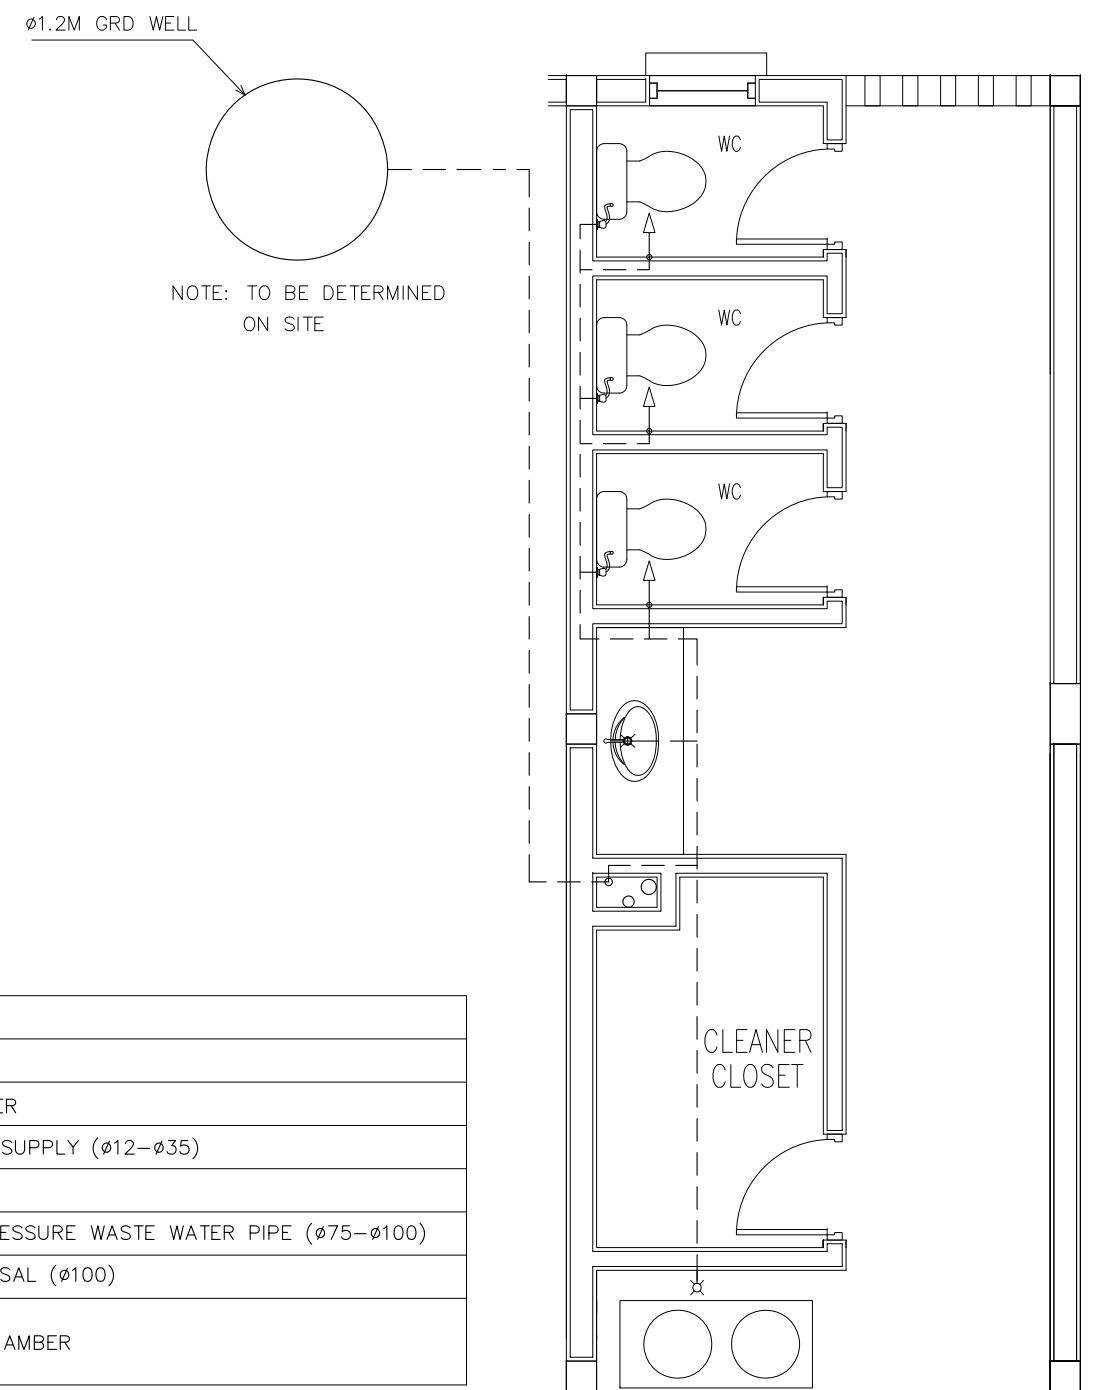 ø1.2M GRD WELL
NOTE: TO BE DETERMINED
ON SITE
WC
WC
WC
CLEANER
CLOSET
ER
SUPPLY (ø12–ø35)
ESSURE WASTE WATER PIPE (ø75–ø100)
SAL (ø100)
AMBER